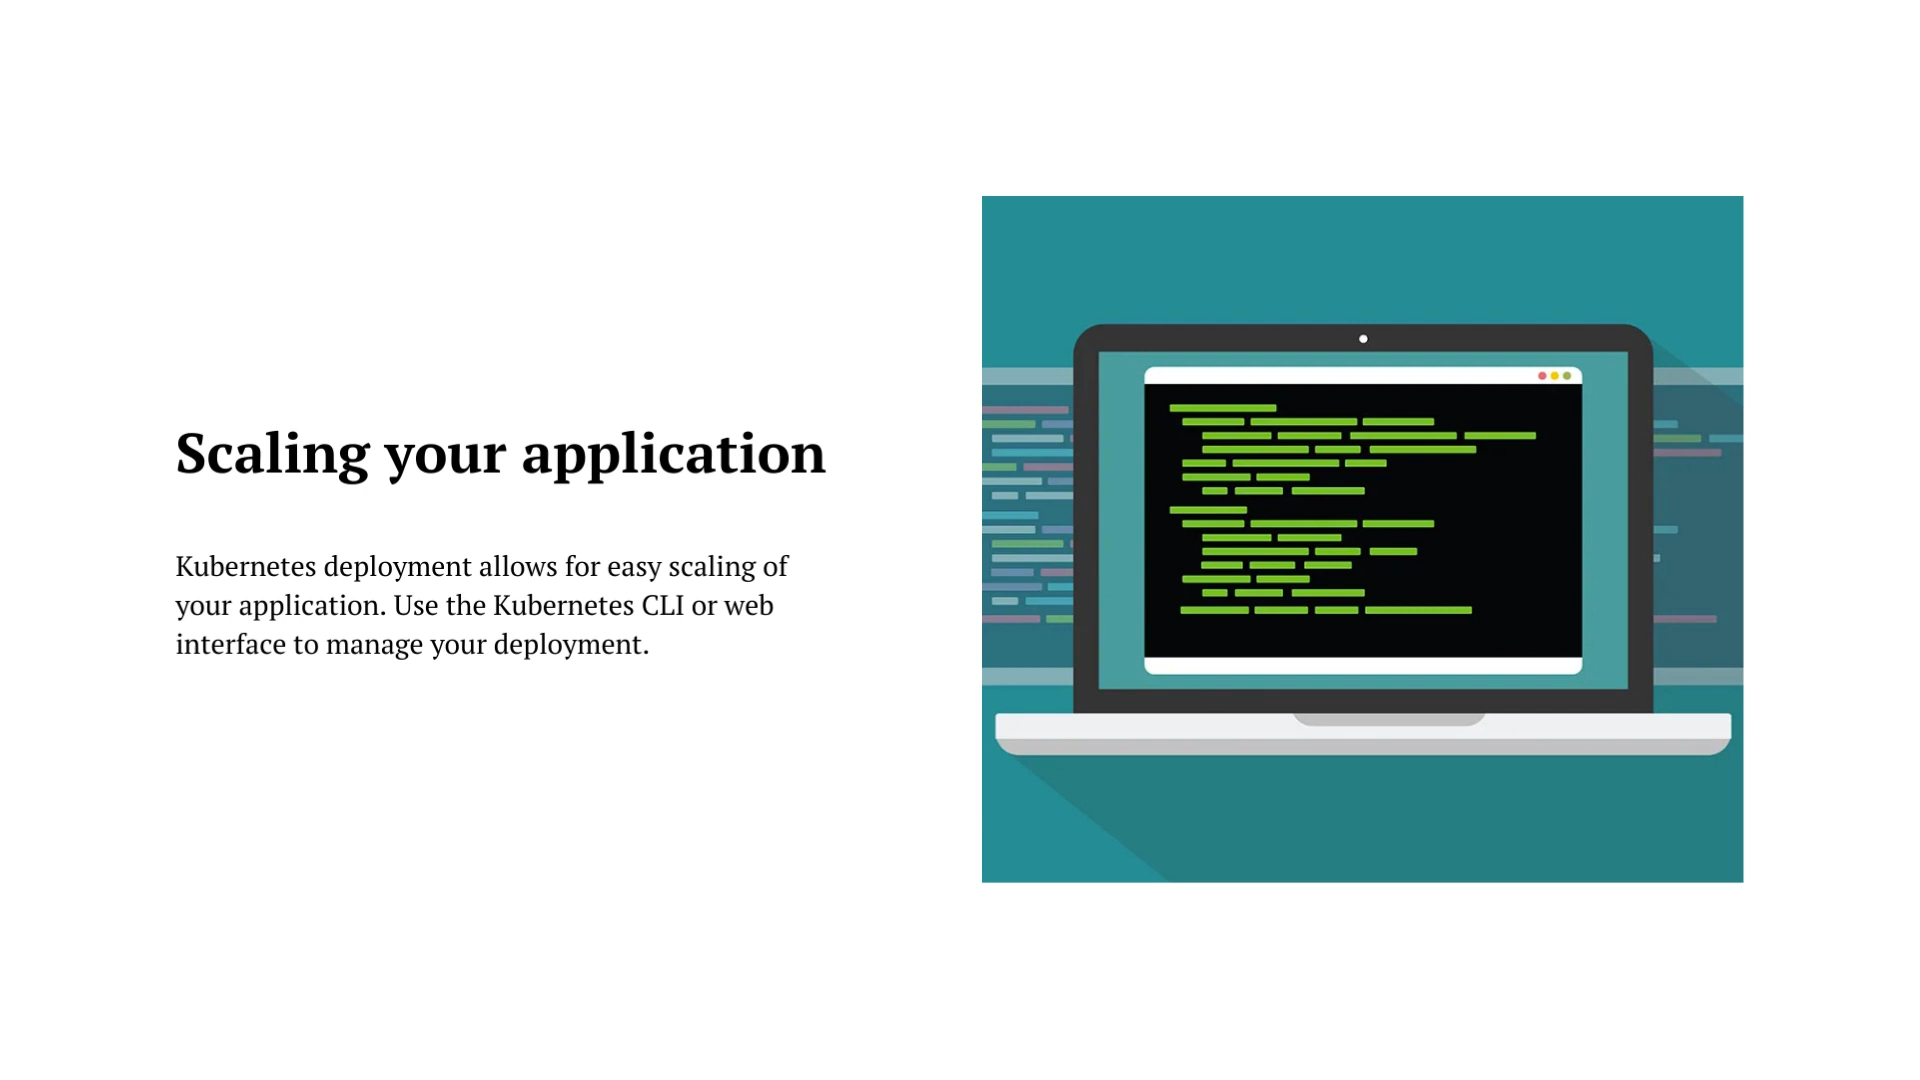 Scaling your application
Kubernetes deployment allows for easy scaling of
your application. Use the Kubernetes CLI or web
interface to manage your deployment.